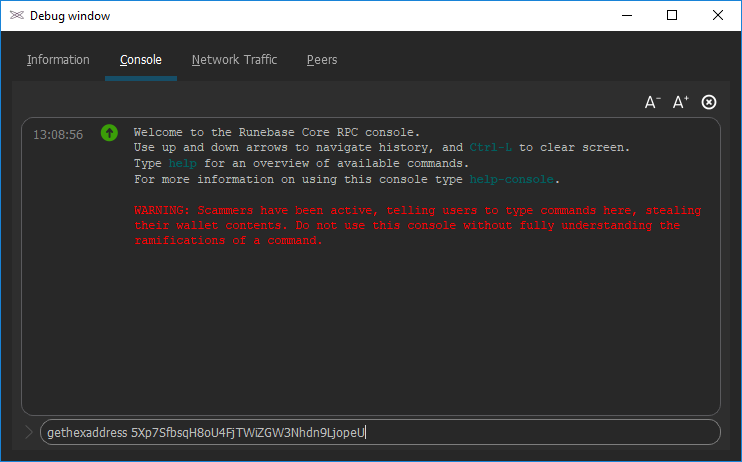 Debug window
Information Console Network Traffic Peers
A- A+
13:08:56 Welcome to the Runebase Core RPC console.
Use up and down arrows to navigate history, and Ctrl-L to clear screen.
Type help for an overview of available commands.
For more information on using this console type help-console.
WARNING: Scammers have been active, telling users to type commands here, stealing
their wallet contents. Do not use this console without fully understanding the
ramifications of a command.
gethexaddress 5Xp7SfbsqH8oU4FjTWiZGW3Nhdn9LjopeU